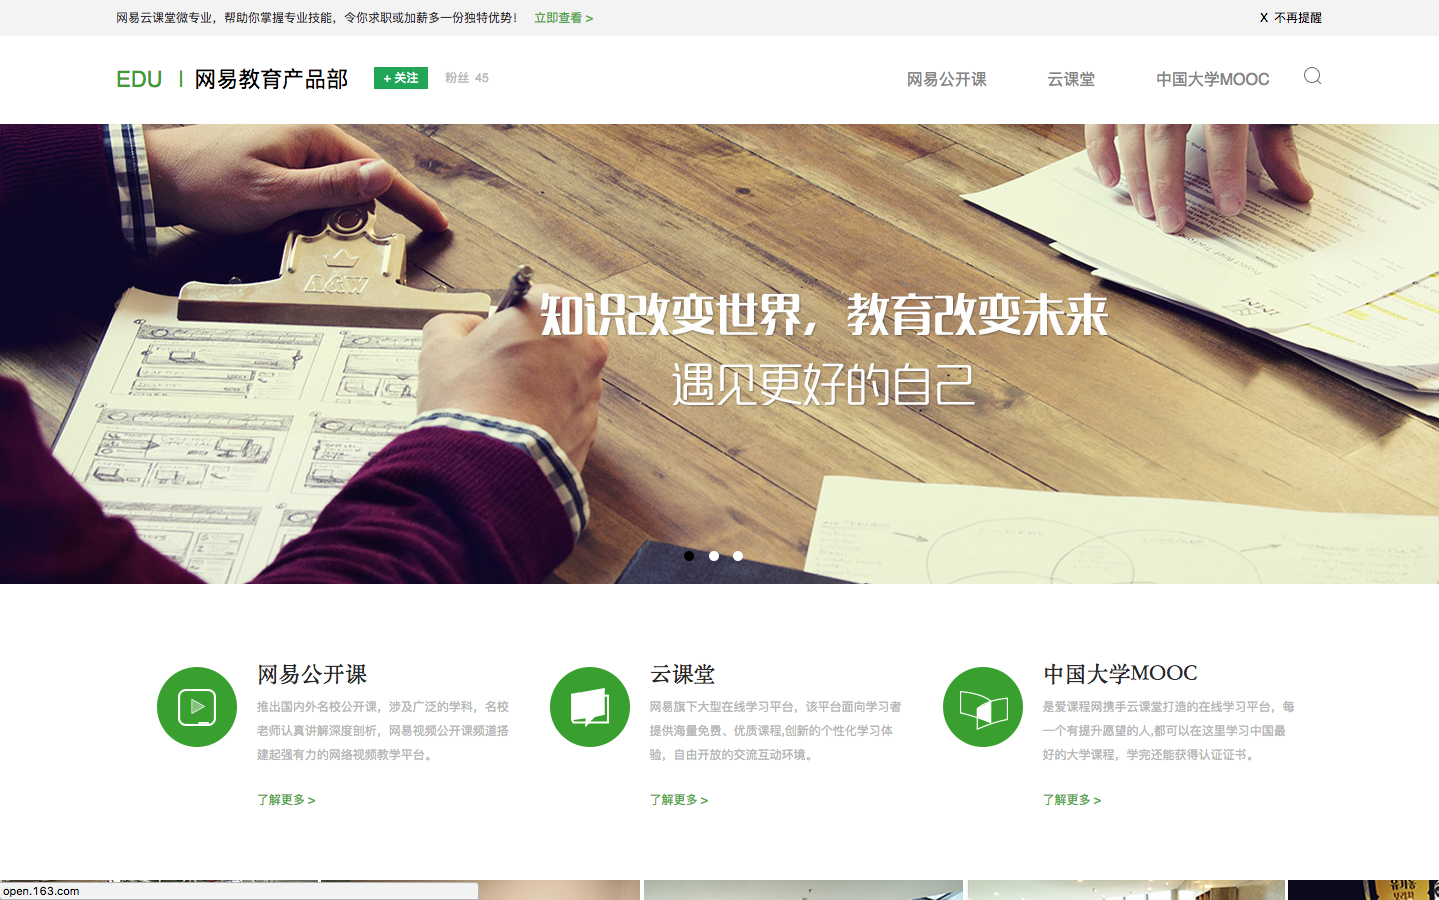 网易云课堂微专业，帮助你掌握专业技能，令你求职或加薪多一份独特优势！ 立即查看 >
X 不再提醒
EDU | 网易教育产品部
+ 关注
粉丝 45
网易公开课
云课堂
中国大学MOOC
A&W
知识改变世界，教育改变未来
遇见更好的自己
网易公开课
推出国内外名校公开课，涉及广泛的学科，名校
老师认真讲解深度剖析，网易视频公开课频道搭
建起强有力的网络视频教学平台。
了解更多 >
云课堂
网易旗下大型在线学习平台，该平台面向学习者
提供海量免费、优质课程,创新的个性化学习体
验，自由开放的交流互动环境。
了解更多 >
中国大学MOOC
是爱课程网携手云课堂打造的在线学习平台，每
一个有提升愿望的人,都可以在这里学习中国最
好的大学课程，学完还能获得认证证书。
了解更多 >
open.163.com